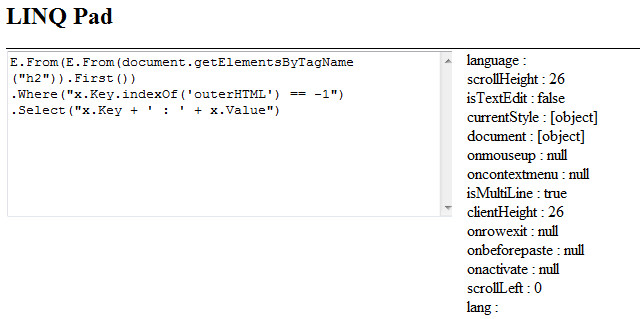 LINQ Pad
E.From(E.From(document.getElementsByTagName
("h2")).First())
.Where("x.Key.indexOf('outerHTML') == -1")
.Select("x.Key + ' : ' + x.Value")
language :
scrollHeight : 26
isTextEdit : false
currentStyle : [object]
document : [object]
onmouseup : null
oncontextmenu : null
isMultiLine : true
clientHeight : 26
onrowexit : null
onbeforepaste : null
onactivate : null
scrollLeft : 0
lang :